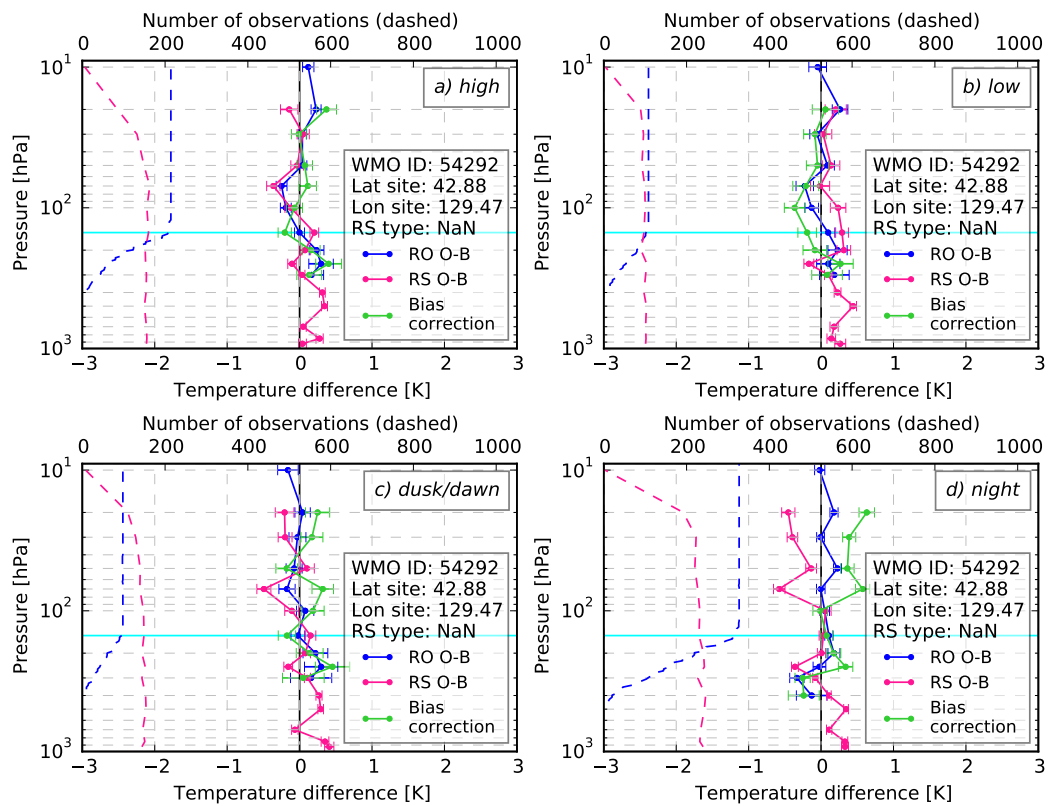 Number of observations (dashed)
0 200 400 600 800 1000
Pressure [hPa]
10¹
10²
10³
a) high
WMO ID: 54292
Lat site: 42.88
Lon site: 129.47
RS type: NaN
RO O-B
RS O-B
Bias
correction
−3 −2 −1 0 1 2 3
Temperature difference [K]
Number of observations (dashed)
0 200 400 600 800 1000
Pressure [hPa]
10¹
10²
10³
b) low
WMO ID: 54292
Lat site: 42.88
Lon site: 129.47
RS type: NaN
RO O-B
RS O-B
Bias
correction
−3 −2 −1 0 1 2 3
Temperature difference [K]
Number of observations (dashed)
0 200 400 600 800 1000
Pressure [hPa]
10¹
10²
10³
c) dusk/dawn
WMO ID: 54292
Lat site: 42.88
Lon site: 129.47
RS type: NaN
RO O-B
RS O-B
Bias
correction
−3 −2 −1 0 1 2 3
Temperature difference [K]
Number of observations (dashed)
0 200 400 600 800 1000
Pressure [hPa]
10¹
10²
10³
d) night
WMO ID: 54292
Lat site: 42.88
Lon site: 129.47
RS type: NaN
RO O-B
RS O-B
Bias
correction
−3 −2 −1 0 1 2 3
Temperature difference [K]